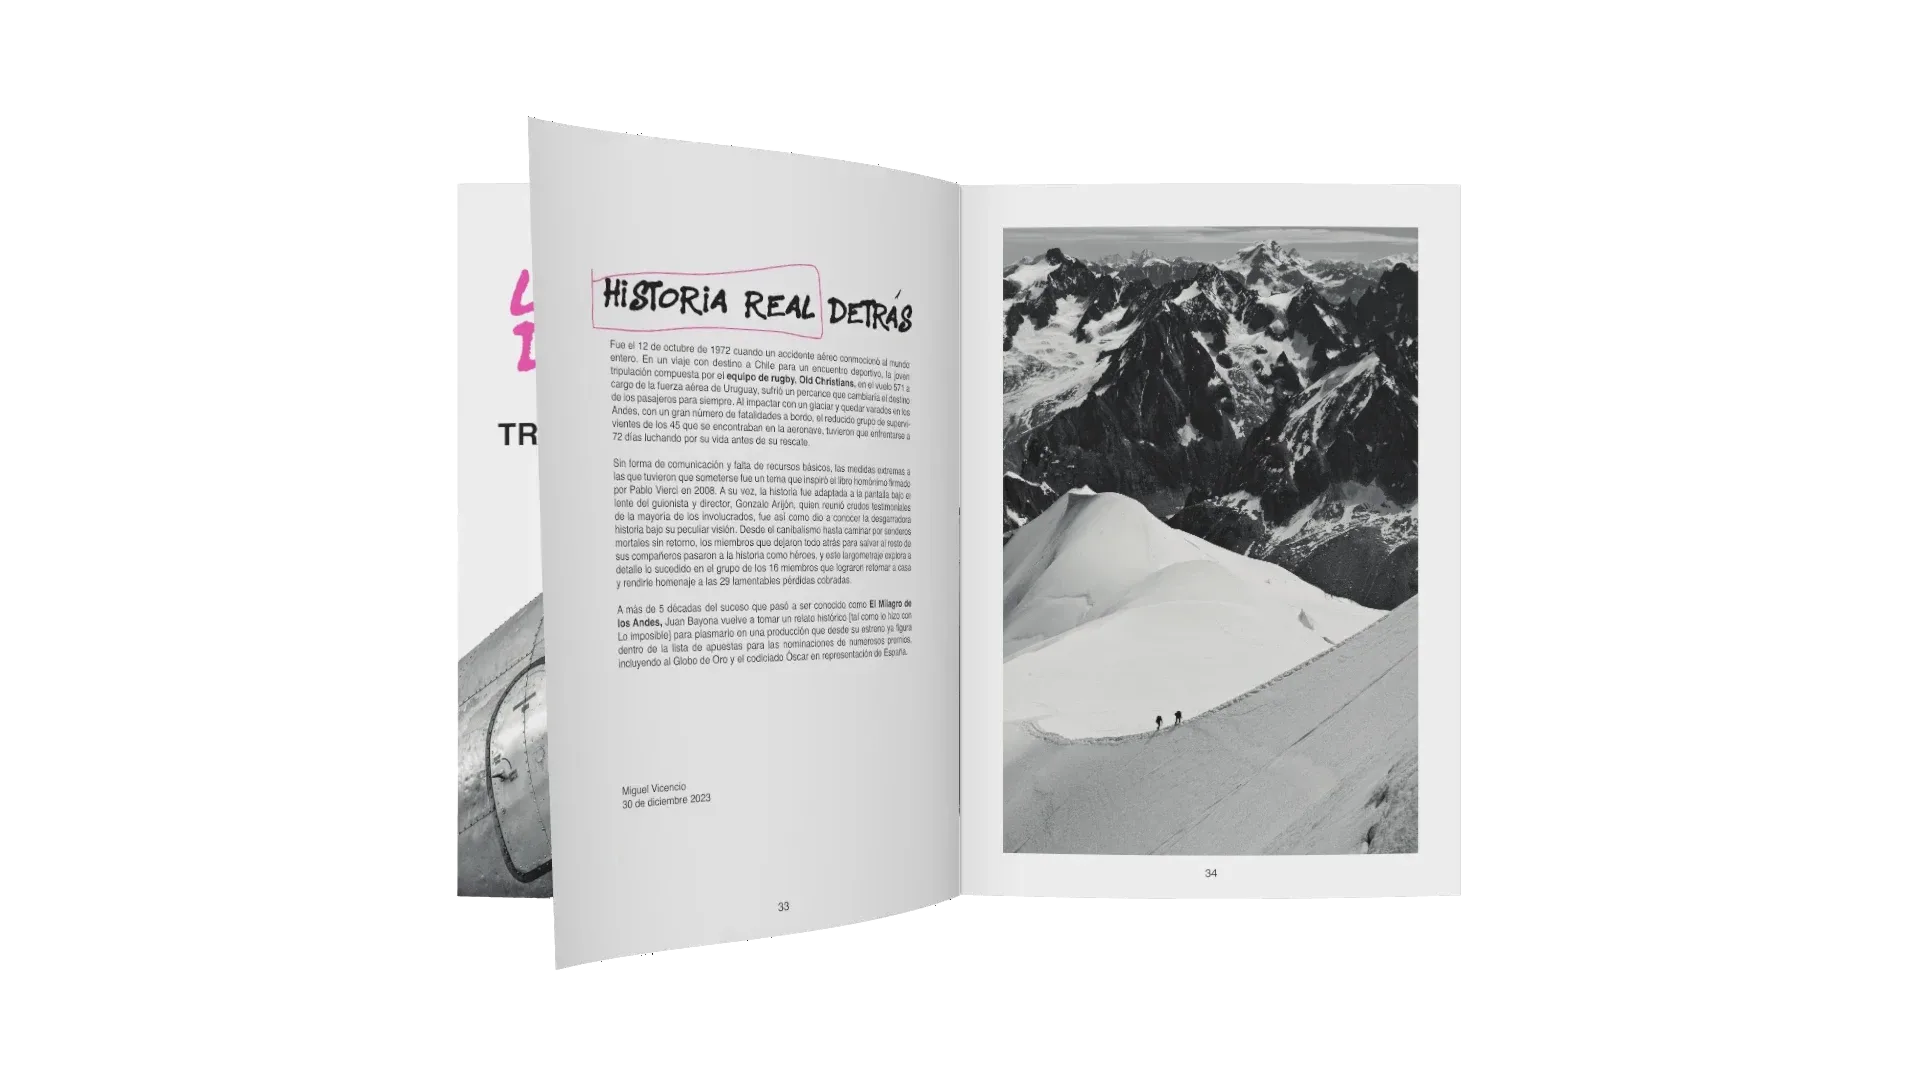 L
D
TR
HiSTORiA REAL DETRÁS
Fue el 12 de octubre de 1972 cuando un accidente aéreo conmocionó al mundo
entero. En un viaje con destino a Chile para un encuentro deportivo, la joven
tripulación compuesta por el equipo de rugby, Old Christians, en el vuelo 571 a
cargo de la fuerza aérea de Uruguay, sufrió un percance que cambiaría el destino
de los pasajeros para siempre. Al impactar con un glaciar y quedar varados en los
Andes, con un gran número de fatalidades a bordo, el reducido grupo de supervi-
vientes de los 45 que se encontraban en la aeronave, tuvieron que enfrentarse a
72 días luchando por su vida antes de su rescate.
Sin forma de comunicación y falta de recursos básicos, las medidas extremas a
las que tuvieron que someterse fue un tema que inspiró el libro homónimo firmado
por Pablo Vierci en 2008. A su vez, la historia fue adaptada a la pantalla bajo el
lente del guionista y director, Gonzalo Arijón, quien reunió crudos testimoniales
de la mayoría de los involucrados, fue así como dio a conocer la desgarradora
historia bajo su peculiar visión. Desde el canibalismo hasta caminar por senderos
mortales sin retorno, los miembros que dejaron todo atrás para salvar al resto de
sus compañeros pasaron a la historia como héroes, y este largometraje explora a
detalle lo sucedido en el grupo de los 16 miembros que lograron retornar a casa
y rendirle homenaje a las 29 lamentables pérdidas cobradas.
A más de 5 décadas del suceso que pasó a ser conocido como El Milagro de
los Andes, Juan Bayona vuelve a tomar un relato histórico [tal como lo hizo con
Lo imposible] para plasmarlo en una producción que desde su estreno ya figura
dentro de la lista de apuestas para las nominaciones de numerosos premios,
incluyendo al Globo de Oro y el codiciado Óscar en representación de España.
Miguel Vicencio
30 de diciembre 2023
33
34